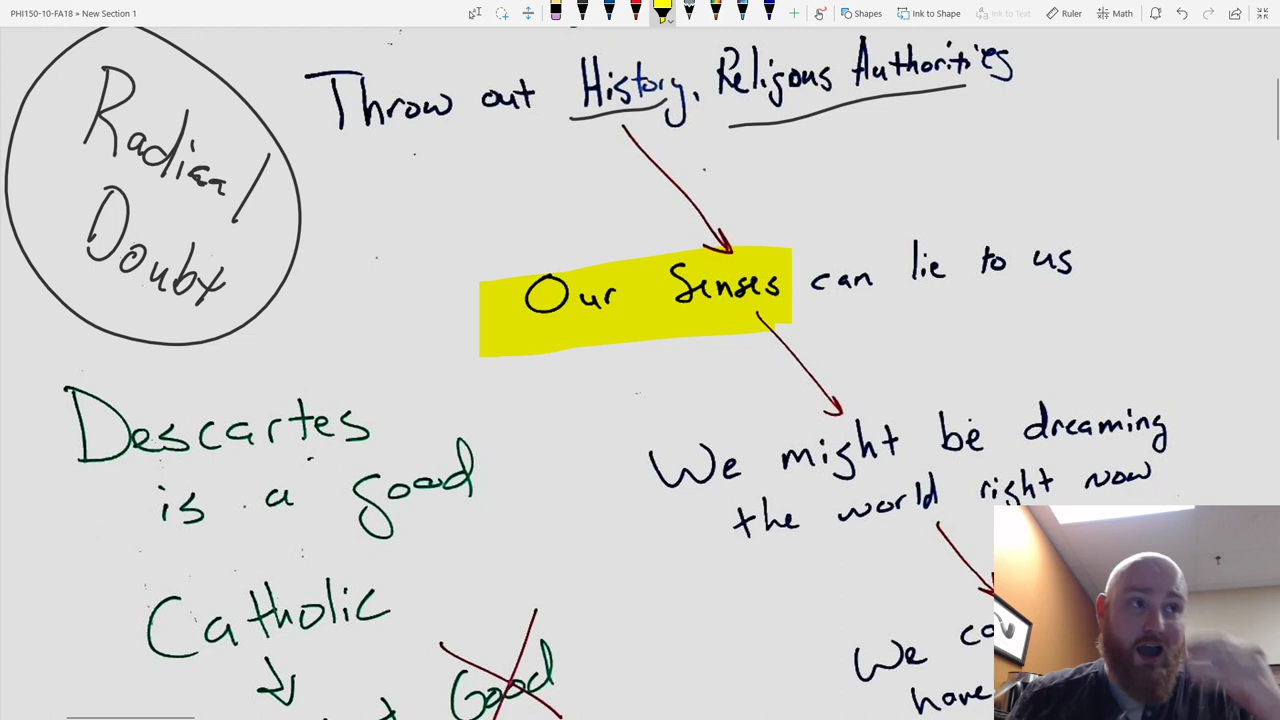 PHI150-10-FA18 » New Section 1
Shapes
Ink to Shape
Ink to Text
Ruler
Math
Throw out History, Religous Authorities
Radical
Doubt
Our Senses can lie to us
Descartes
is a good
Catholic
We might be dreaming
the world right now
Good
We
have